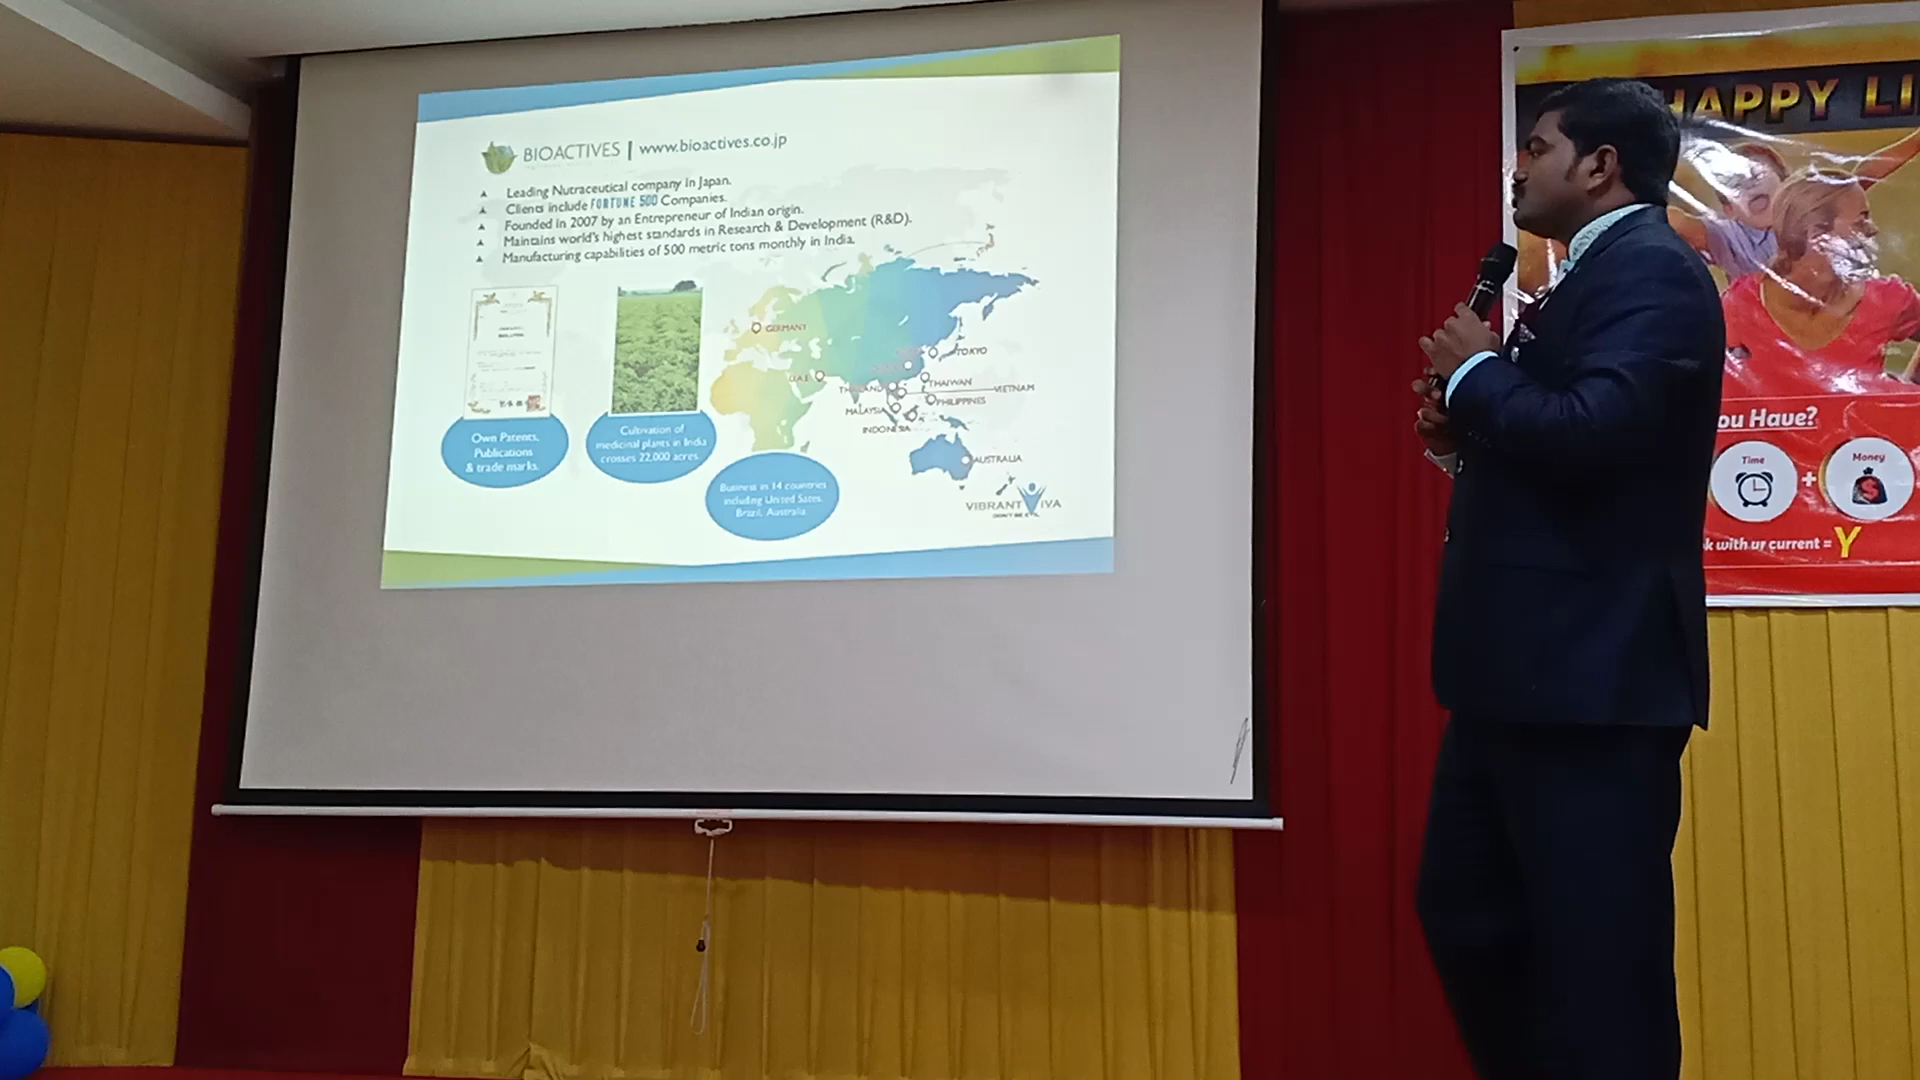 BIOACTIVES | www.bioactives.co.jp
Leading Nutraceutical company in Japan.
Clients include FORTUNE 500 Companies.
Founded in 2007 by an Entrepreneur of Indian origin.
Maintains world's highest standards in Research & Development (R&D).
Manufacturing capabilities of 500 metric tons monthly in India.
GERMANY
TOKYO
U.A.E
THAILAND
THAIWAN
VIETNAM
PHILIPPINES
MALAYSIA
INDONESIA
AUSTRALIA
Own Patents,
Publications
& trade marks.
Cultivation of
medicinal plants in India
crosses 22,000 acres.
Business in 14 countries
including United Sates,
Brazil, Australia
VIBRANT VIVA
HAPPY LI
ou Have?
Time
+
Money
k with ur current = Y